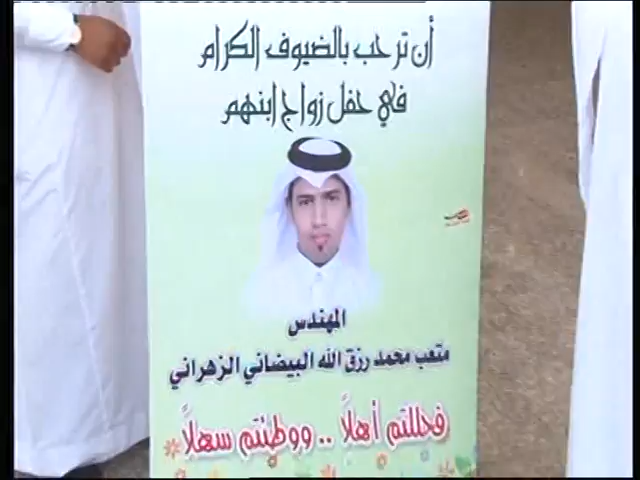 أن ترحب بالضيوف الكرام
في حفل زواج ابنهم
المهندس
متعب محمد رزق الله البيضاني الزهراني
فحللتم أهلاً .. ووطئتم سهلاً